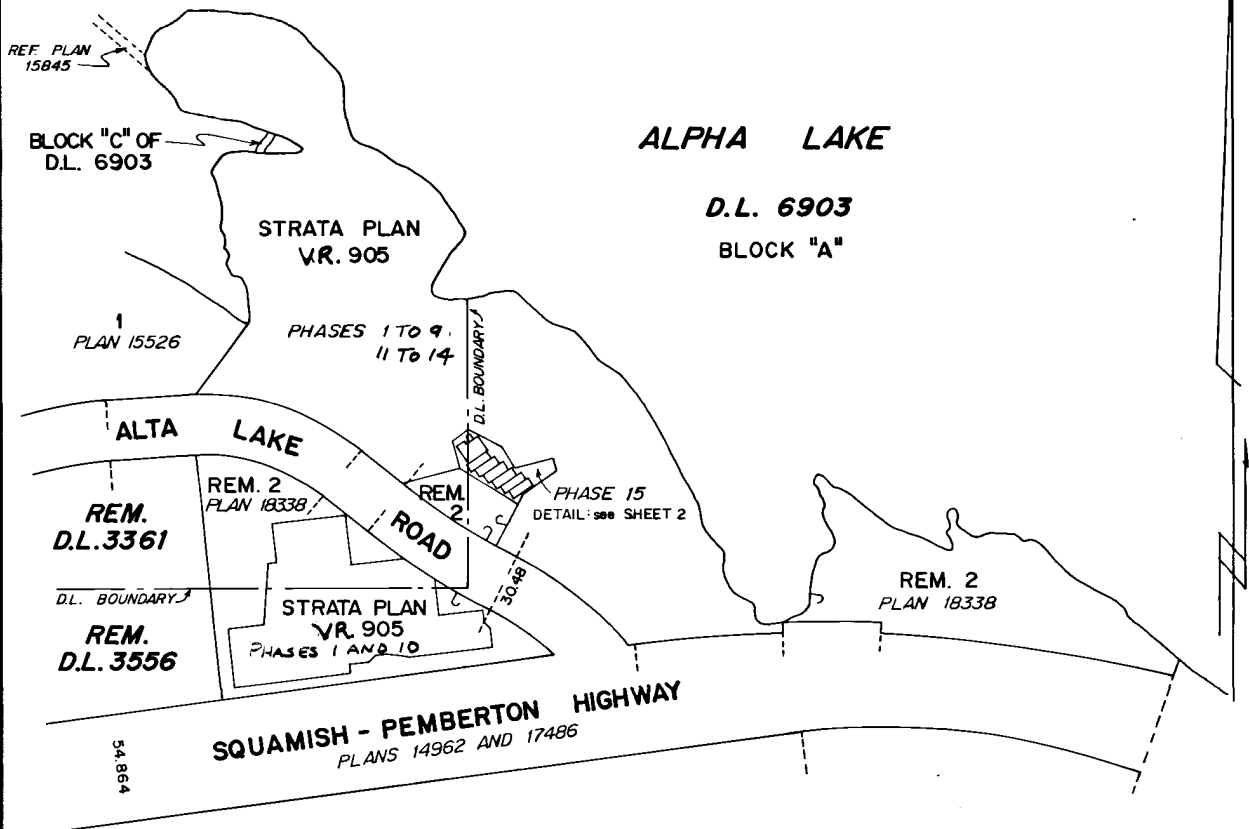 REF. PLAN
15845
BLOCK "C" OF
D.L. 6903
ALPHA LAKE
D.L. 6903
BLOCK "A"
STRATA PLAN
V.R. 905
1
PLAN 15526
PHASES 1 TO 9,
11 TO 14
D.L. BOUNDARY
ALTA LAKE ROAD
REM. 2
PLAN 18338
REM.
2
PHASE 15
DETAIL: see SHEET 2
REM.
D.L. 3361
30.48
D.L. BOUNDARY
STRATA PLAN
VR. 905
PHASES 1 AND 10
REM.
D.L. 3556
REM. 2
PLAN 18338
SQUAMISH - PEMBERTON HIGHWAY
PLANS 14962 AND 17486
54.864